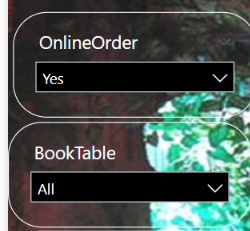 OnlineOrder
Yes
BookTable
All